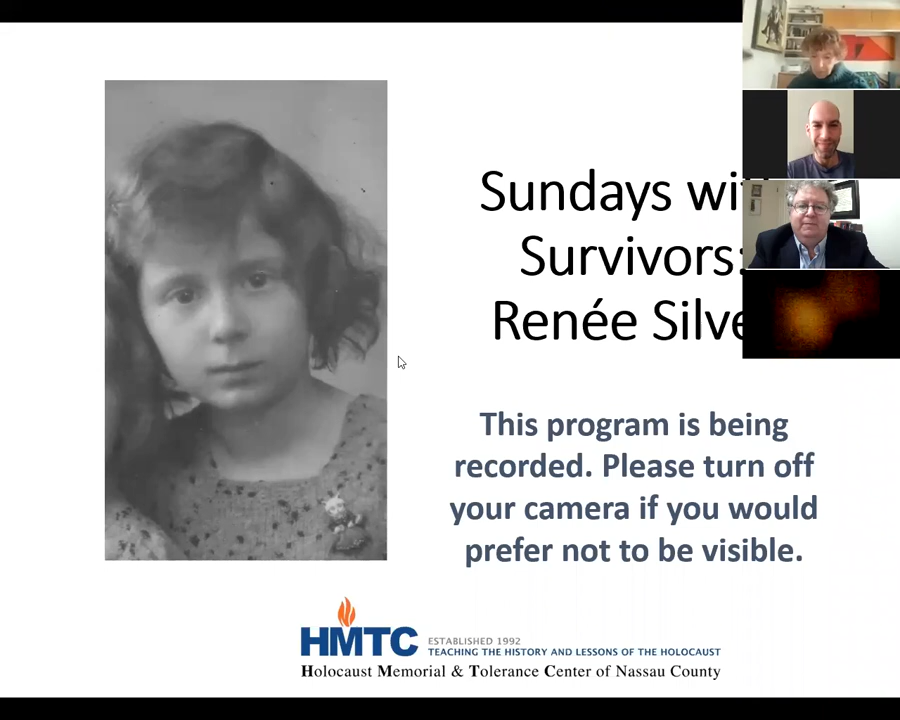 Sundays wi
Survivors:
Renée Silve
This program is being
recorded. Please turn off
your camera if you would
prefer not to be visible.
HMTC
ESTABLISHED 1992
TEACHING THE HISTORY AND LESSONS OF THE HOLOCAUST
Holocaust Memorial & Tolerance Center of Nassau County